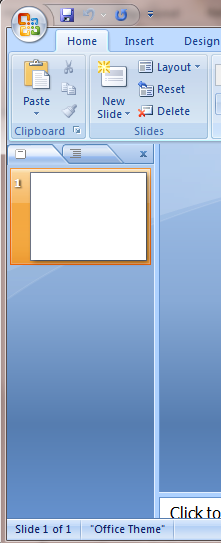 Home Insert Design
Paste
Clipboard
New
Slide
Layout
Reset
Delete
Slides
x
1
Click to
Slide 1 of 1 "Office Theme"